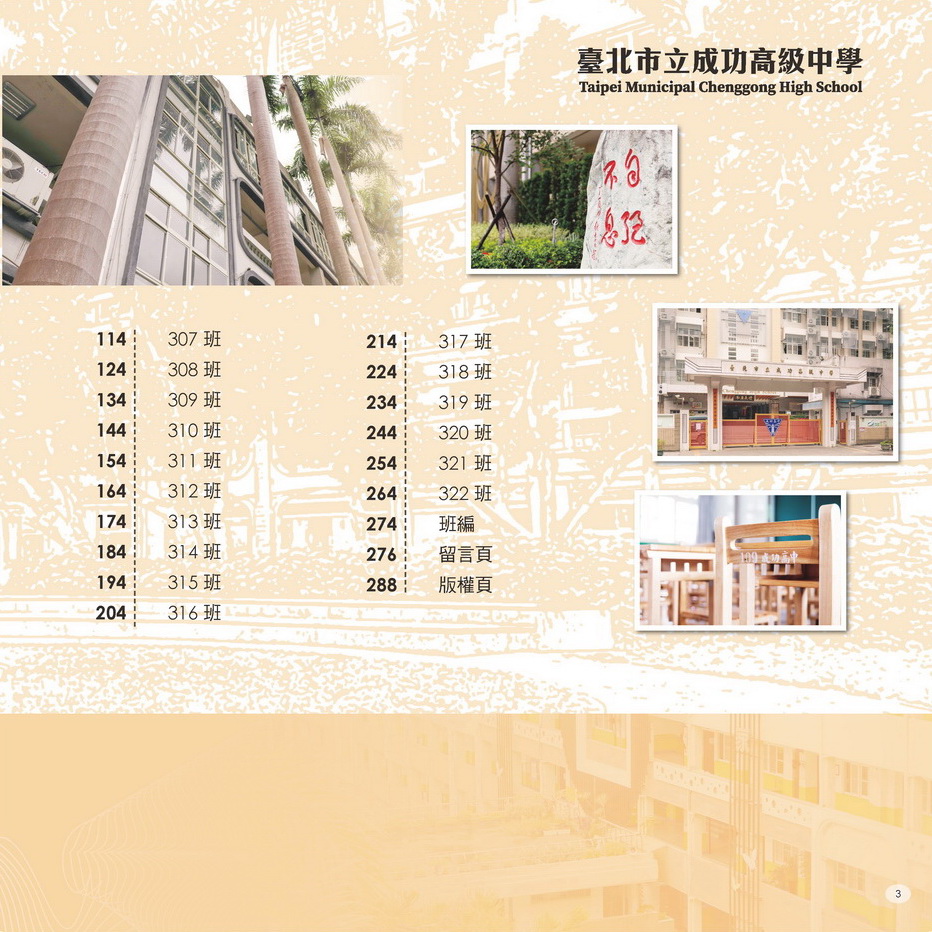 臺北市立成功高級中學
Taipei Municipal Chenggong High School
自強
不息
臺北市立成功高級中學
199 成功高中
114 307 班
124 308 班
134 309 班
144 310 班
154 311 班
164 312 班
174 313 班
184 314 班
194 315 班
204 316 班
214 317 班
224 318 班
234 319 班
244 320 班
254 321 班
264 322 班
274 班編
276 留言頁
288 版權頁
3